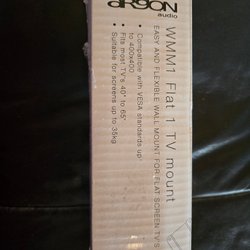 argon
audio
WMM1 Flat 1 TV mount
EASY AND FLEXIBLE WALL MOUNT FOR FLAT SCREEN TV'S
• Compatible with VESA standards up
to 400x400
• Fits most TV's 40" to 65"
• Suitable for screens up to 35kg